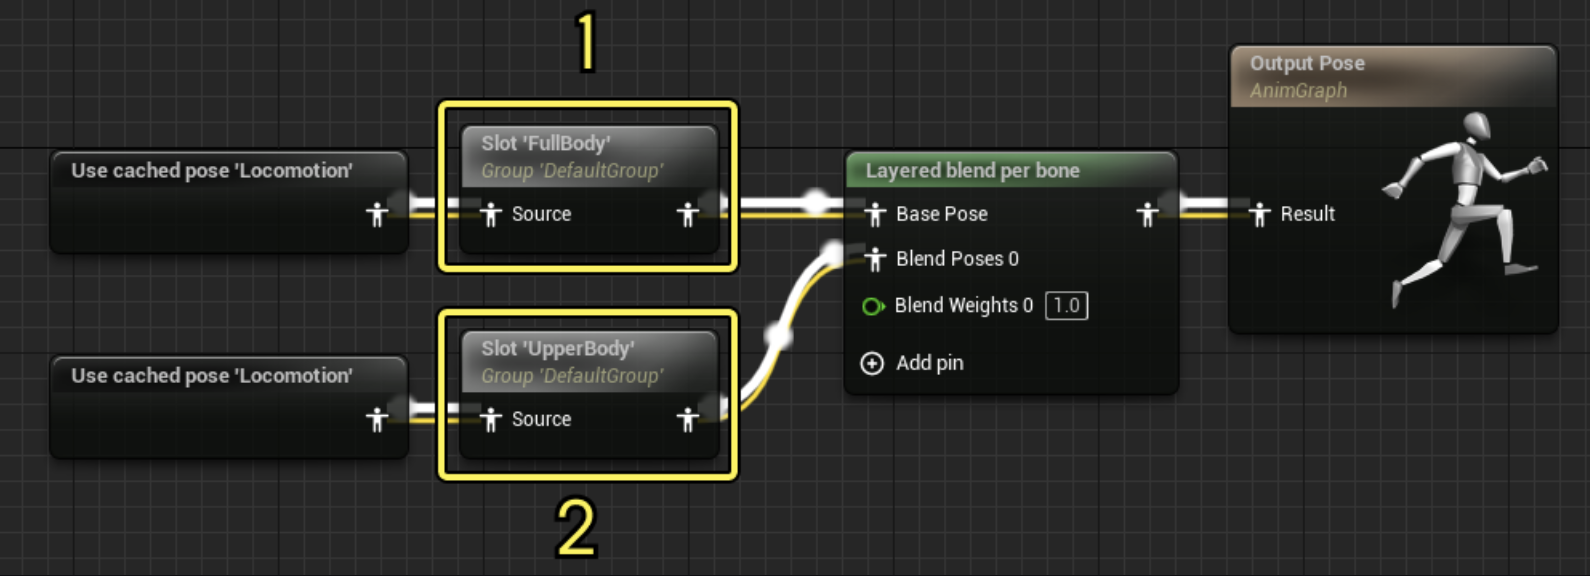 1
Output Pose
AnimGraph
Slot 'FullBody'
Group 'DefaultGroup'
Use cached pose 'Locomotion'
Source
Layered blend per bone
Base Pose
Result
Blend Poses 0
Blend Weights 0 1.0
Add pin
Slot 'UpperBody'
Group 'DefaultGroup'
Use cached pose 'Locomotion'
Source
2